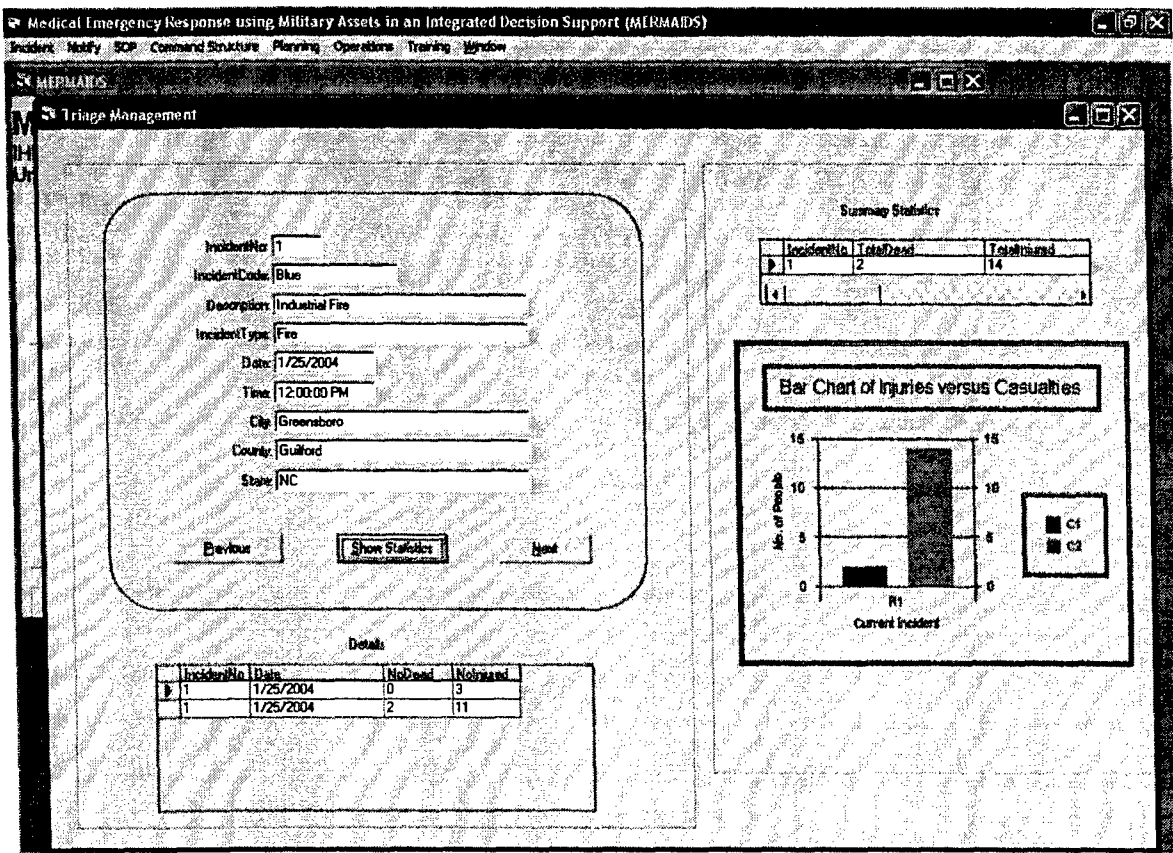 Medical Emergency Response using Military Assets in an Integrated Decision Support (MERMAIDS)
Incident Notify SOP Command Structure Planning Operations Training Window
MERMAIDS
Triage Management
IncidentNo: 1
IncidentCode: Blue
Description: Industrial Fire
IncidentType: Fire
Date: 1/25/2004
Time: 12:00:00 PM
City: Greensboro
County: Guilford
State: NC
Previous Show Statistics Next
Details
IncidentNo Date NoDead NoInjured
1 1/25/2004 0 3
1 1/25/2004 2 11
Summary Statistics
IncidentNo TotalDead TotalInjured
1 2 14
Bar Chart of Injuries versus Casualties
No. of People
15 15
10 10
5 5
0 0
R1
Current Incident
C1
C2